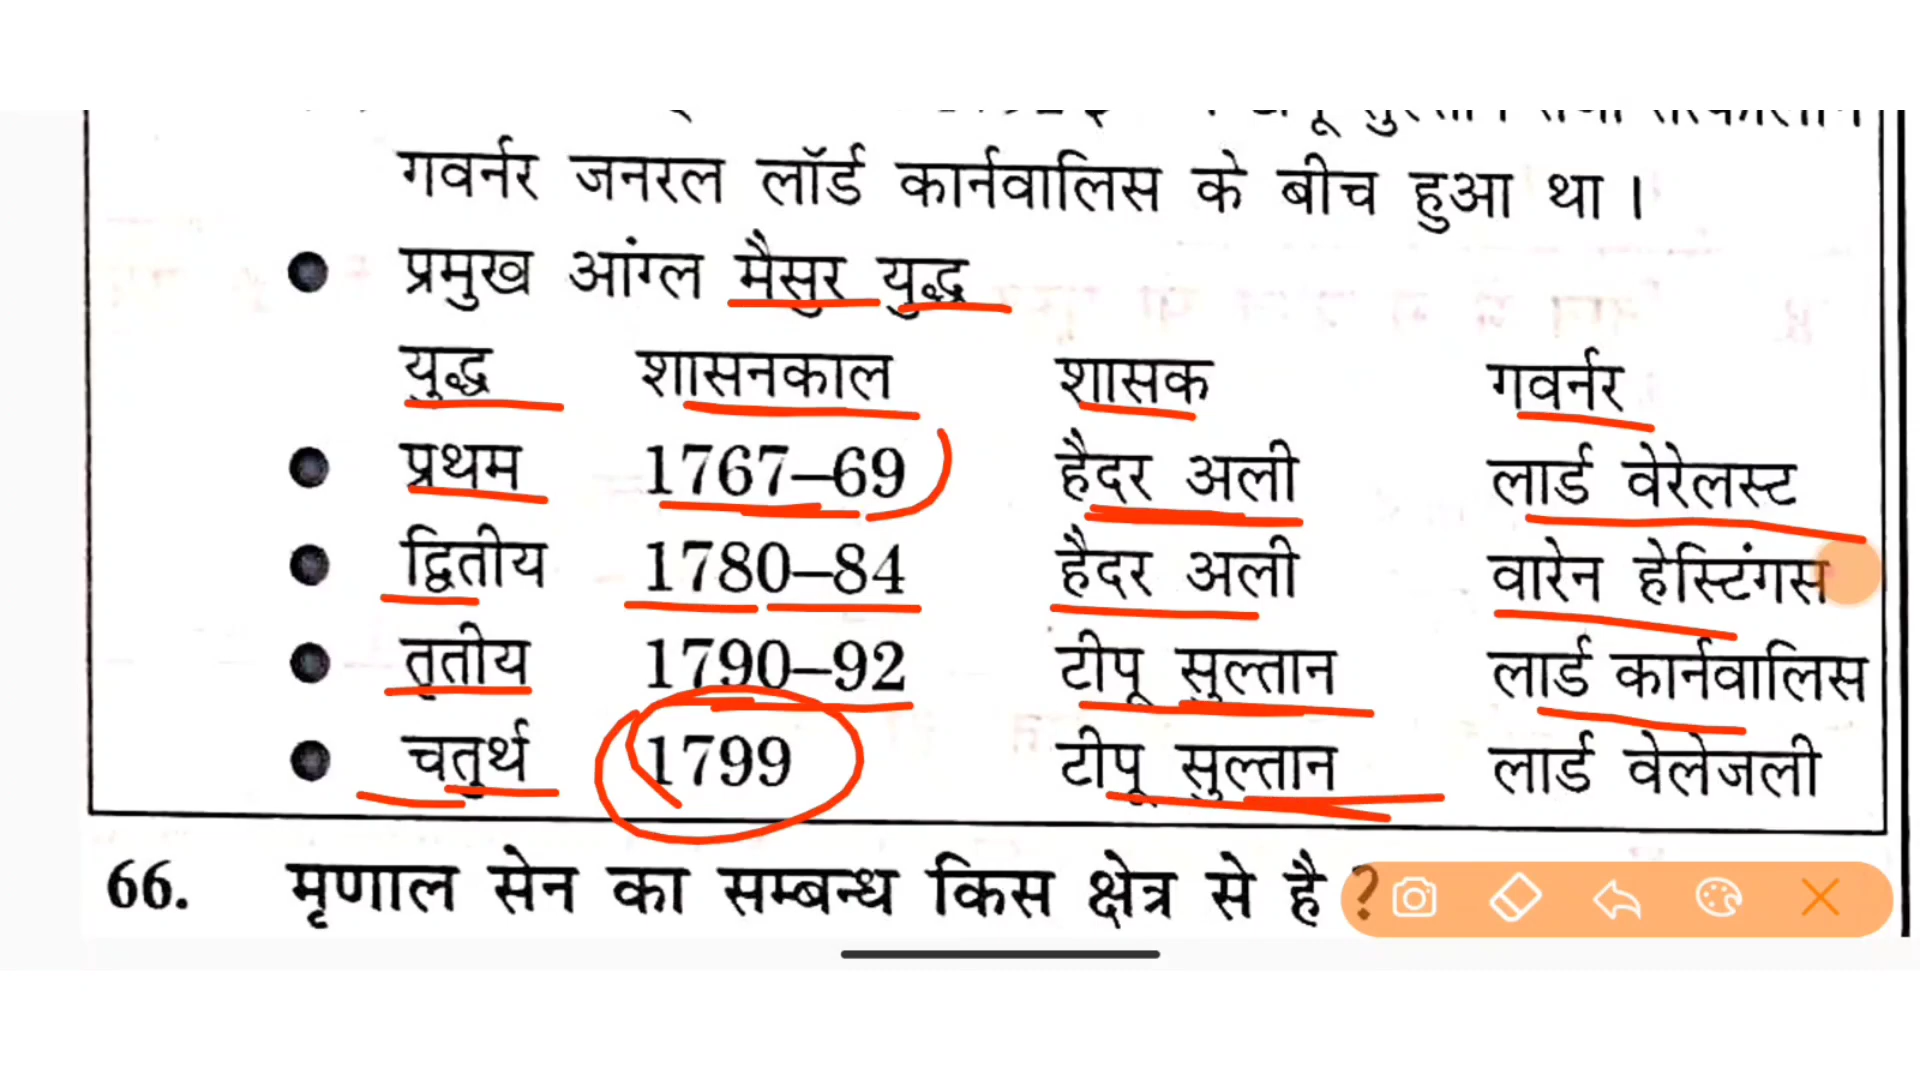 गवर्नर जनरल लॉर्ड कार्नवालिस के बीच हुआ था।
प्रमुख आंग्ल मैसुर युद्ध
युद्ध शासनकाल शासक गवर्नर
प्रथम 1767–69 हैदर अली लार्ड वेरेलस्ट
द्वितीय 1780–84 हैदर अली वारेन हेस्टिंगस
तृतीय 1790–92 टीपू सुल्तान लार्ड कार्नवालिस
चतुर्थ 1799 टीपू सुल्तान लार्ड वेलेजली
66. मृणाल सेन का सम्बन्ध किस क्षेत्र से है ?